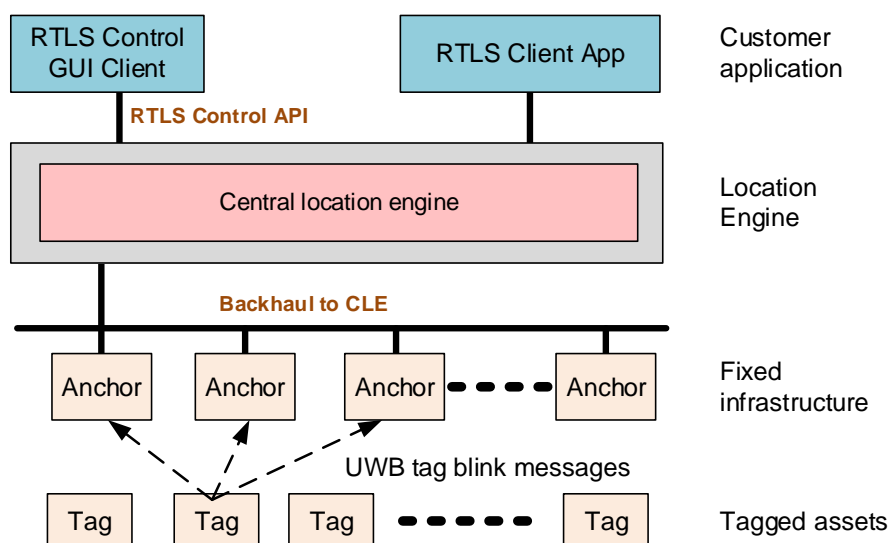 RTLS Control
GUI Client
RTLS Client App
Customer
application
RTLS Control API
Central location engine
Location
Engine
Backhaul to CLE
Anchor
Anchor
Anchor
Anchor
Fixed
infrastructure
UWB tag blink messages
Tag
Tag
Tag
Tag
Tagged assets